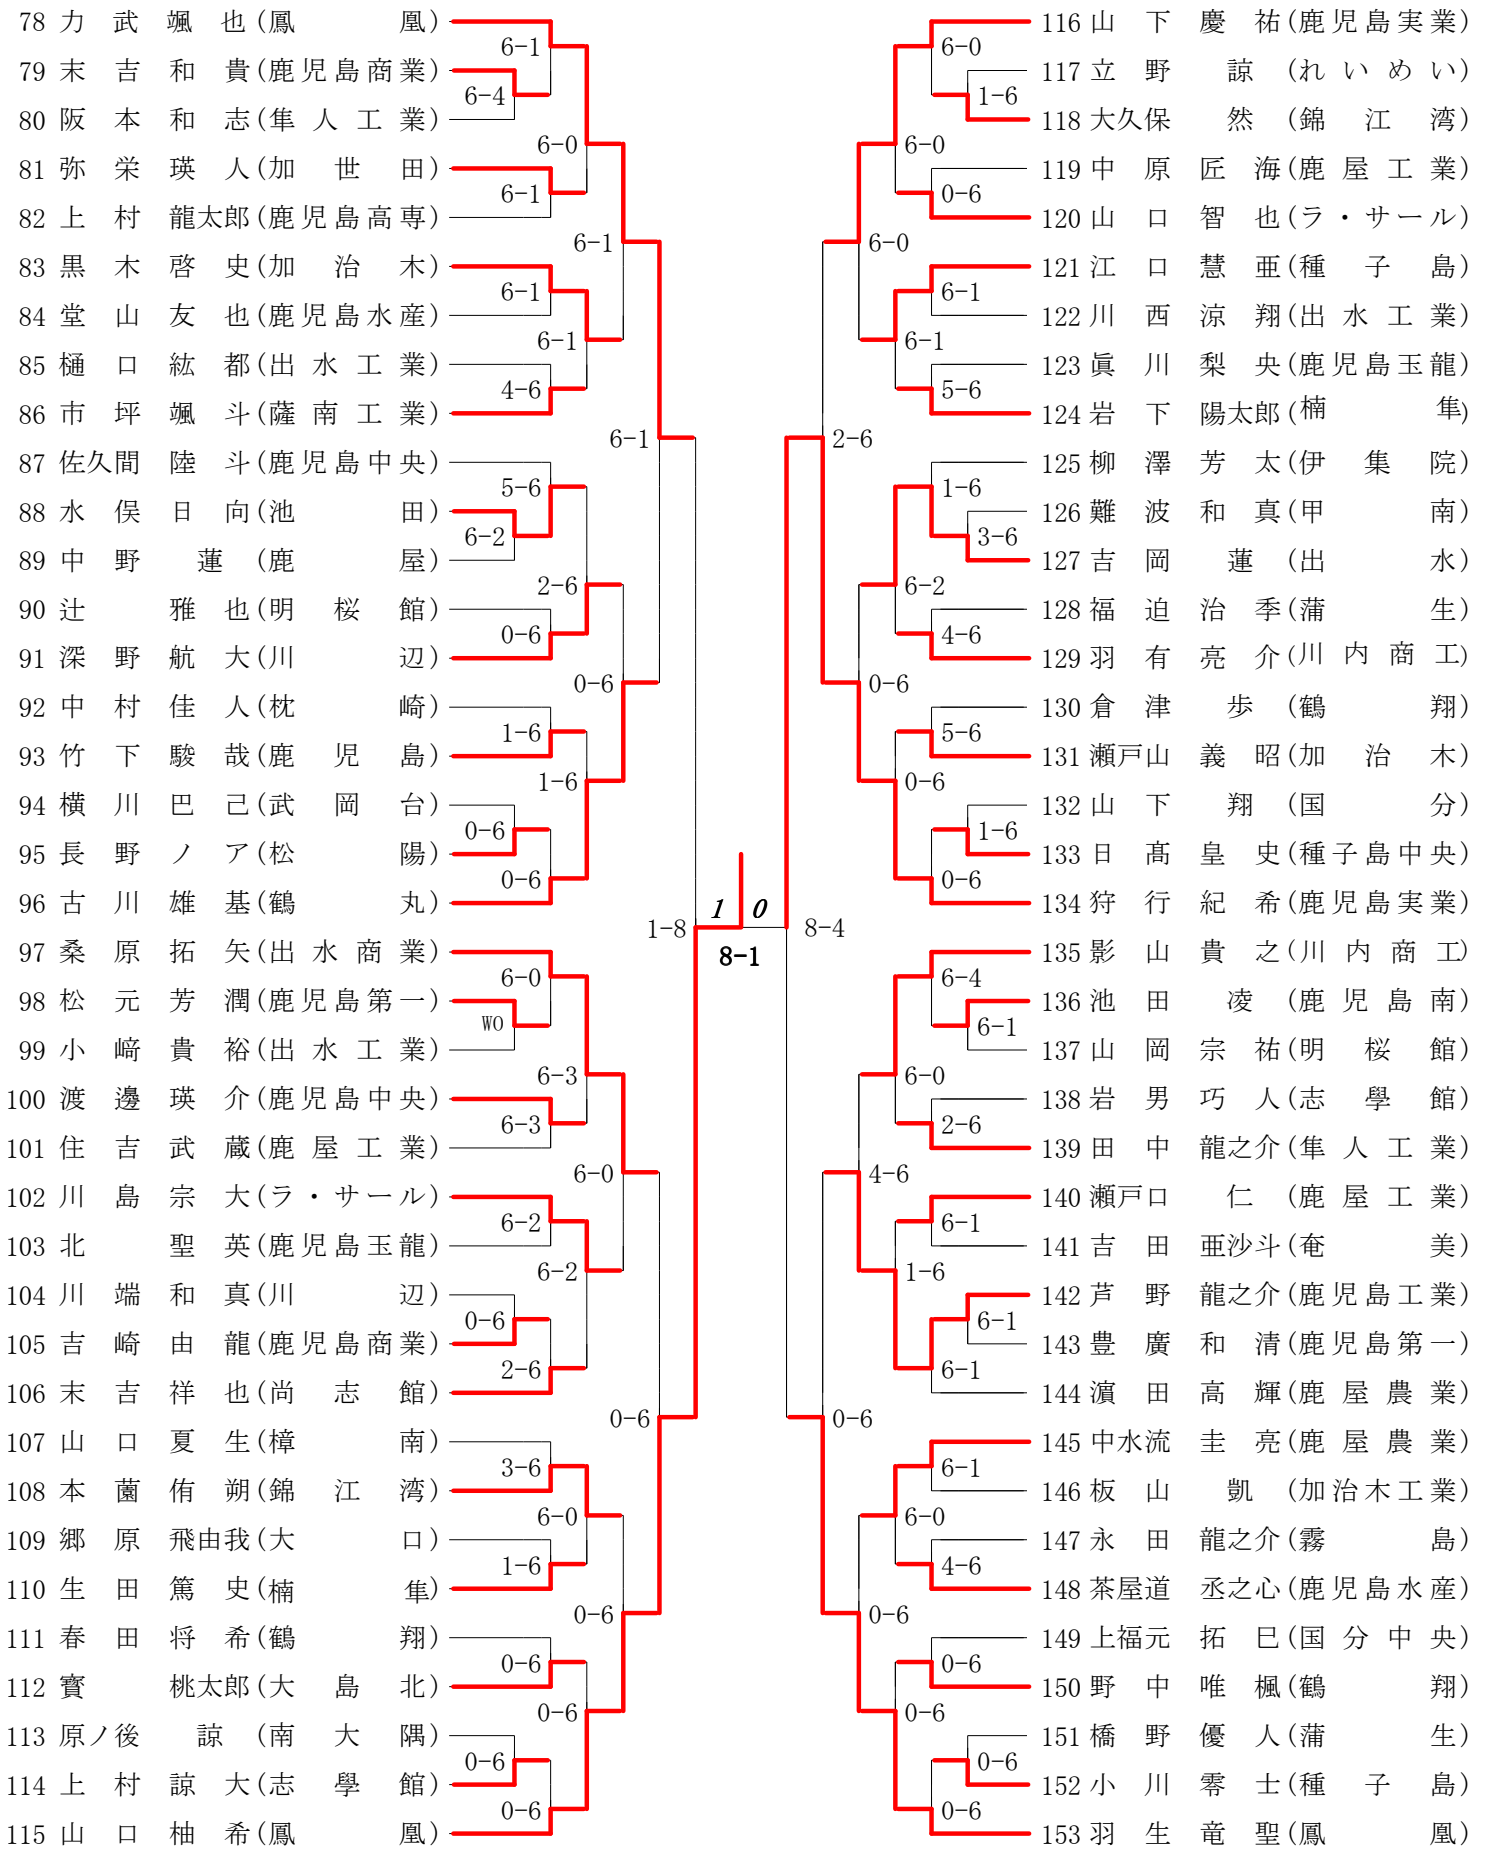 78 力武颯也(鳳凰)
6-1
79 末吉和貴(鹿児島商業)
6-4
80 阪本和志(隼人工業)
6-0
81 弥栄瑛人(加世田)
6-1
82 上村龍太郎(鹿児島高専)
6-1
83 黒木啓史(加治木)
6-1
84 堂山友也(鹿児島水産)
6-1
85 樋口紘都(出水工業)
4-6
86 市坪颯斗(薩南工業)
6-1
87 佐久間陸斗(鹿児島中央)
5-6
88 水俣日向(池田)
6-2
89 中野蓮(鹿屋)
2-6
90 辻雅也(明桜館)
0-6
91 深野航大(川辺)
0-6
92 中村佳人(枕崎)
1-6
93 竹下駿哉(鹿児島)
1-6
94 横川巴己(武岡台)
0-6
95 長野ノア(松陽)
0-6
96 古川雄基(鶴丸)
1-8
97 桑原拓矢(出水商業)
6-0
98 松元芳潤(鹿児島第一)
WO
99 小﨑貴裕(出水工業)
6-3
100 渡邊瑛介(鹿児島中央)
6-3
101 住吉武蔵(鹿屋工業)
6-0
102 川島宗大(ラ・サール)
6-2
103 北聖英(鹿児島玉龍)
6-2
104 川端和真(川辺)
0-6
105 吉崎由龍(鹿児島商業)
2-6
106 末吉祥也(尚志館)
0-6
107 山口夏生(樟南)
3-6
108 本薗侑朔(錦江湾)
6-0
109 郷原飛由我(大口)
1-6
110 生田篤史(楠隼)
0-6
111 春田将希(鶴翔)
0-6
112 寳桃太郎(大島北)
0-6
113 原ノ後諒(南大隅)
0-6
114 上村諒大(志學館)
0-6
115 山口柚希(鳳凰)
1 0
8-1
116 山下慶祐(鹿児島実業)
6-0
117 立野諒(れいめい)
1-6
118 大久保然(錦江湾)
6-0
119 中原匠海(鹿屋工業)
0-6
120 山口智也(ラ・サール)
6-0
121 江口慧亜(種子島)
6-1
122 川西涼翔(出水工業)
6-1
123 眞川梨央(鹿児島玉龍)
5-6
124 岩下陽太郎(楠隼)
2-6
125 柳澤芳太(伊集院)
1-6
126 難波和真(甲南)
3-6
127 吉岡蓮(出水)
6-2
128 福迫治季(蒲生)
4-6
129 羽有亮介(川内商工)
0-6
130 倉津歩(鶴翔)
5-6
131 瀬戸山義昭(加治木)
0-6
132 山下翔(国分)
1-6
133 日髙皇史(種子島中央)
0-6
134 狩行紀希(鹿児島実業)
8-4
135 影山貴之(川内商工)
6-4
136 池田凌(鹿児島南)
6-1
137 山岡宗祐(明桜館)
6-0
138 岩男巧人(志學館)
2-6
139 田中龍之介(隼人工業)
4-6
140 瀬戸口仁(鹿屋工業)
6-1
141 吉田亜沙斗(奄美)
1-6
142 芦野龍之介(鹿児島工業)
6-1
143 豊廣和清(鹿児島第一)
6-1
144 濵田高輝(鹿屋農業)
0-6
145 中水流圭亮(鹿屋農業)
6-1
146 板山凱(加治木工業)
6-0
147 永田龍之介(霧島)
4-6
148 茶屋道丞之心(鹿児島水産)
0-6
149 上福元拓巳(国分中央)
0-6
150 野中唯楓(鶴翔)
0-6
151 橋野優人(蒲生)
0-6
152 小川零士(種子島)
0-6
153 羽生竜聖(鳳凰)